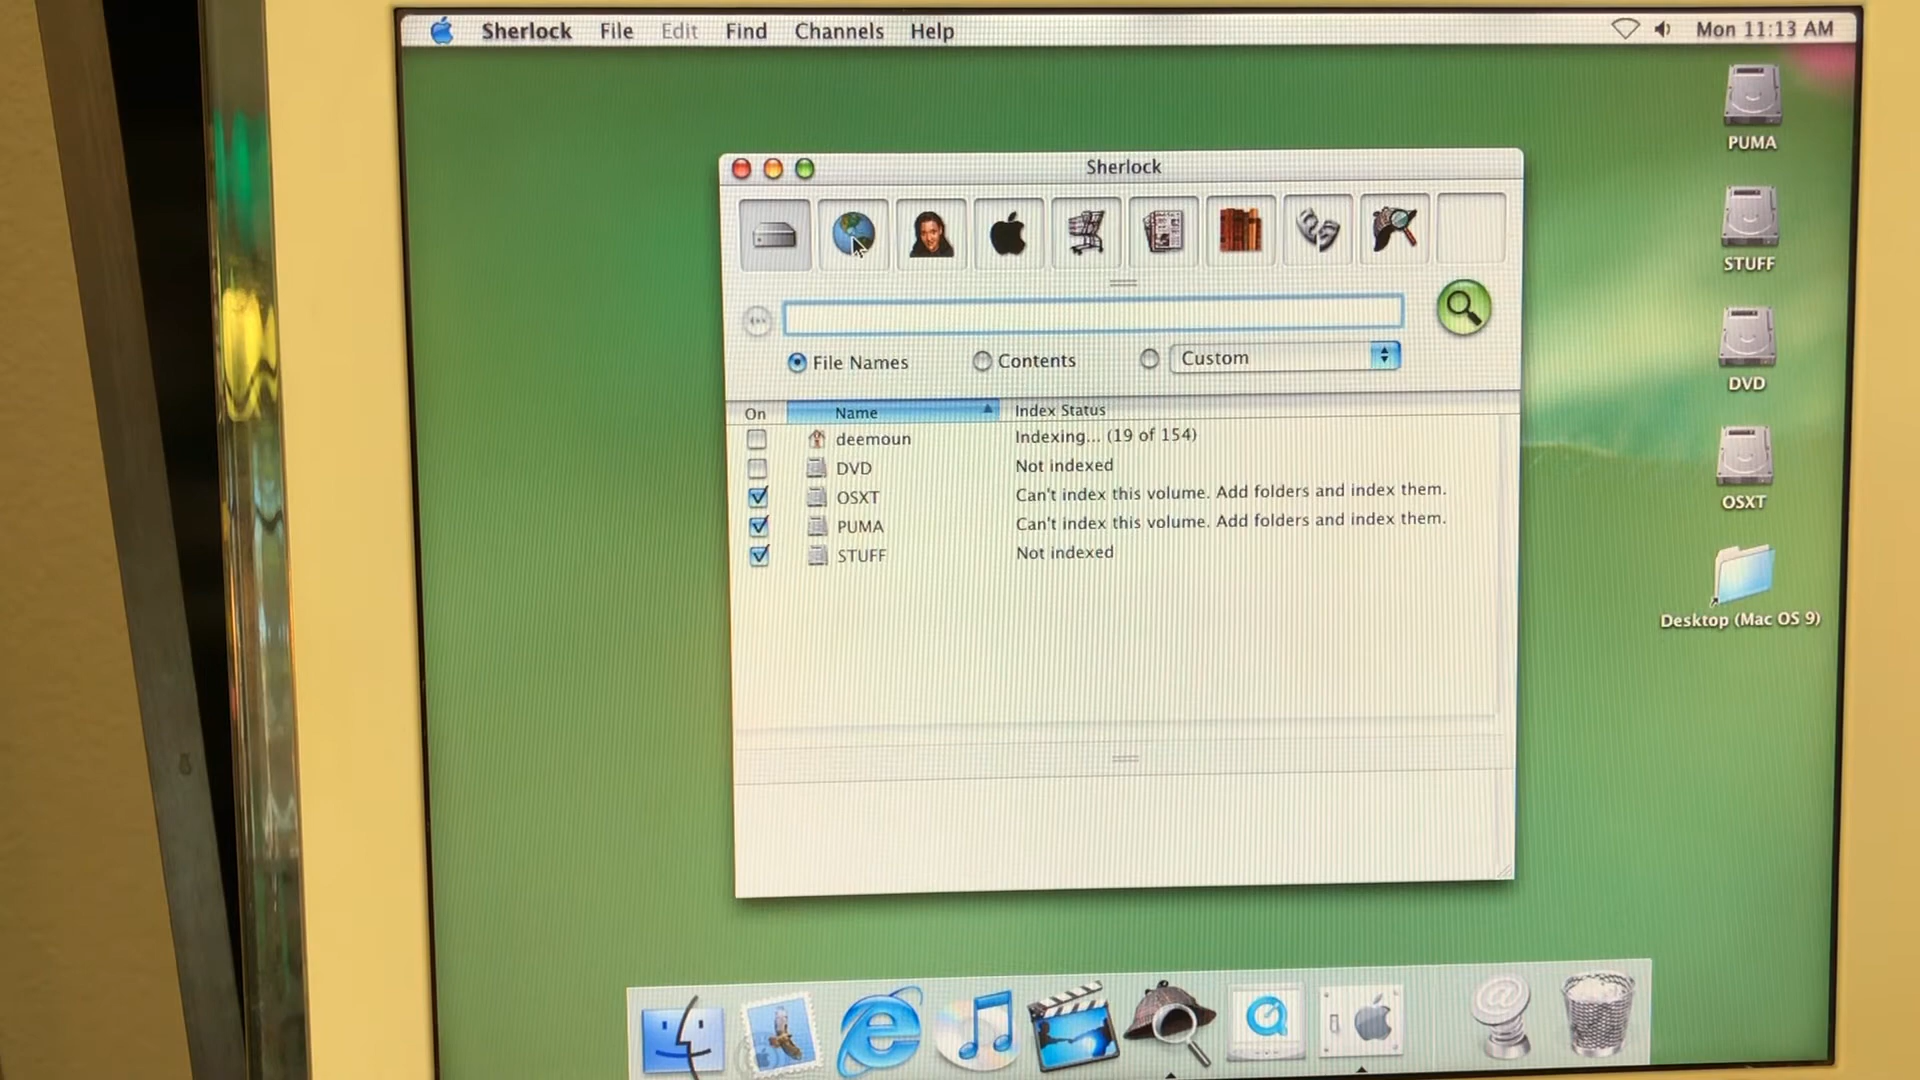 Sherlock File Edit Find Channels Help Mon 11:13 AM
PUMA
STUFF
DVD
OSXT
Desktop (Mac OS 9)
Sherlock
File Names Contents Custom
On Name Index Status
deemoun Indexing... (19 of 154)
DVD Not indexed
OSXT Can't index this volume. Add folders and index them.
PUMA Can't index this volume. Add folders and index them.
STUFF Not indexed